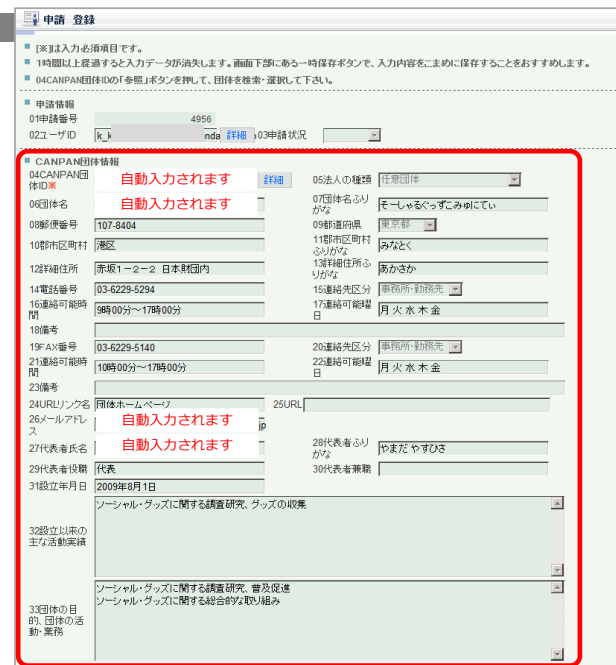 申請 登録
[※]は入力必須項目です。
1時間以上経過すると入力データが消失します。画面下部にある一時保存ボタンで、入力内容をこまめに保存することをおすすめします。
04CANPAN団体IDの「参照」ボタンを押して、団体を検索・選択して下さい。
申請情報
01申請番号 4956
02ユーザID k_k nda 詳細 03申請状況
CANPAN団体情報
04CANPAN団体ID※ 自動入力されます 詳細 05法人の種類 任意団体
06団体名 自動入力されます 07団体名ふりがな そーしゃるぐっずこみゅにてぃ
08郵便番号 107-8404 09都道府県 東京都
10郡市区町村 港区 11郡市区町村ふりがな みなとく
12詳細住所 赤坂1-2-2 日本財団内 13詳細住所ふりがな あかさか
14電話番号 03-6229-5294 15連絡先区分 事務所・勤務先
16連絡可能時間 9時00分～17時00分 17連絡可能曜日 月 火 水 木 金
18備考
19FAX番号 03-6229-5140 20連絡先区分 事務所・勤務先
21連絡可能時間 10時00分～17時00分 22連絡可能曜日 月 火 水 木 金
23備考
24URLリンク名 団体ホームページ 25URL
26メールアドレス 自動入力されます jp
27代表者氏名 自動入力されます 28代表者ふりがな やまだ やすひさ
29代表者役職 代表 30代表者兼職
31設立年月日 2009年8月1日
32設立以来の主な活動実績 ソーシャル・グッズに関する調査研究、グッズの収集
33団体の目的、団体の活動・業務 ソーシャル・グッズに関する調査研究、普及促進
ソーシャル・グッズに関する総合的な取り組み